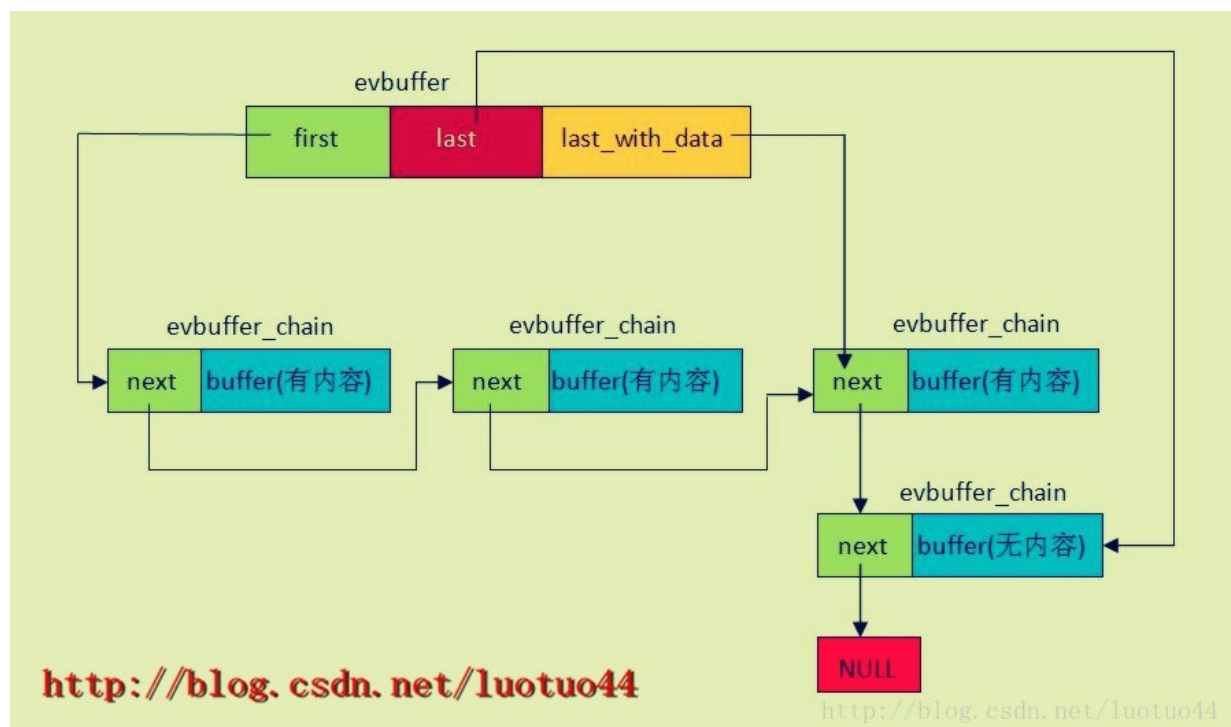 evbuffer
first last last_with_data
evbuffer_chain evbuffer_chain evbuffer_chain
next buffer(有内容) next buffer(有内容) next buffer(有内容)
evbuffer_chain
next buffer(无内容)
NULL
http://blog.csdn.net/luotuo44
http://blog.csdn.net/luotuo44